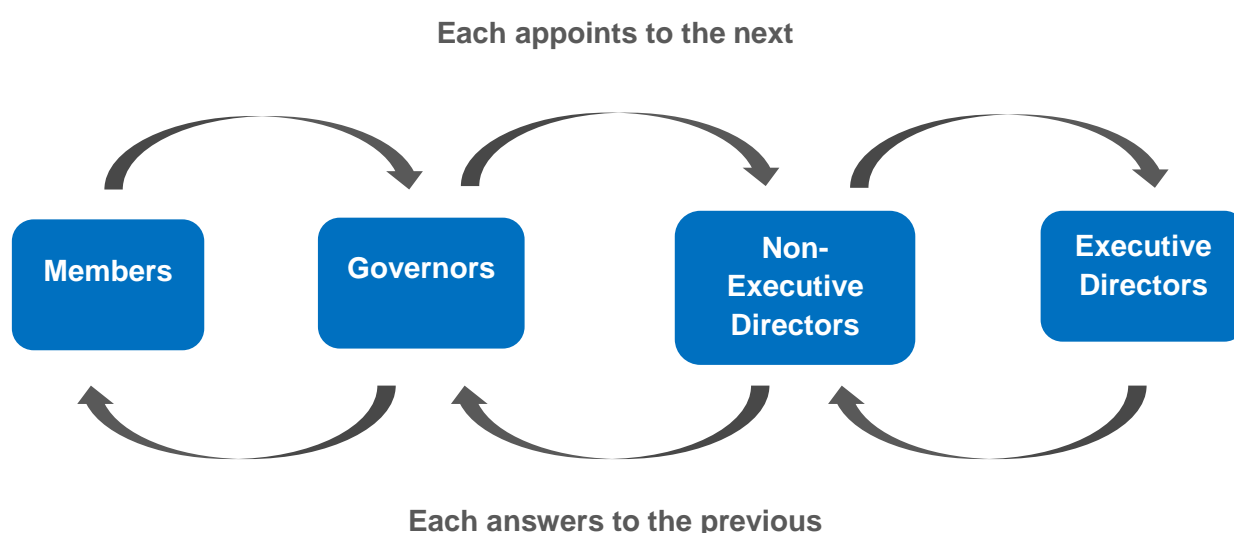 Each appoints to the next
Members
Governors
Non-
Executive
Directors
Executive
Directors
Each answers to the previous